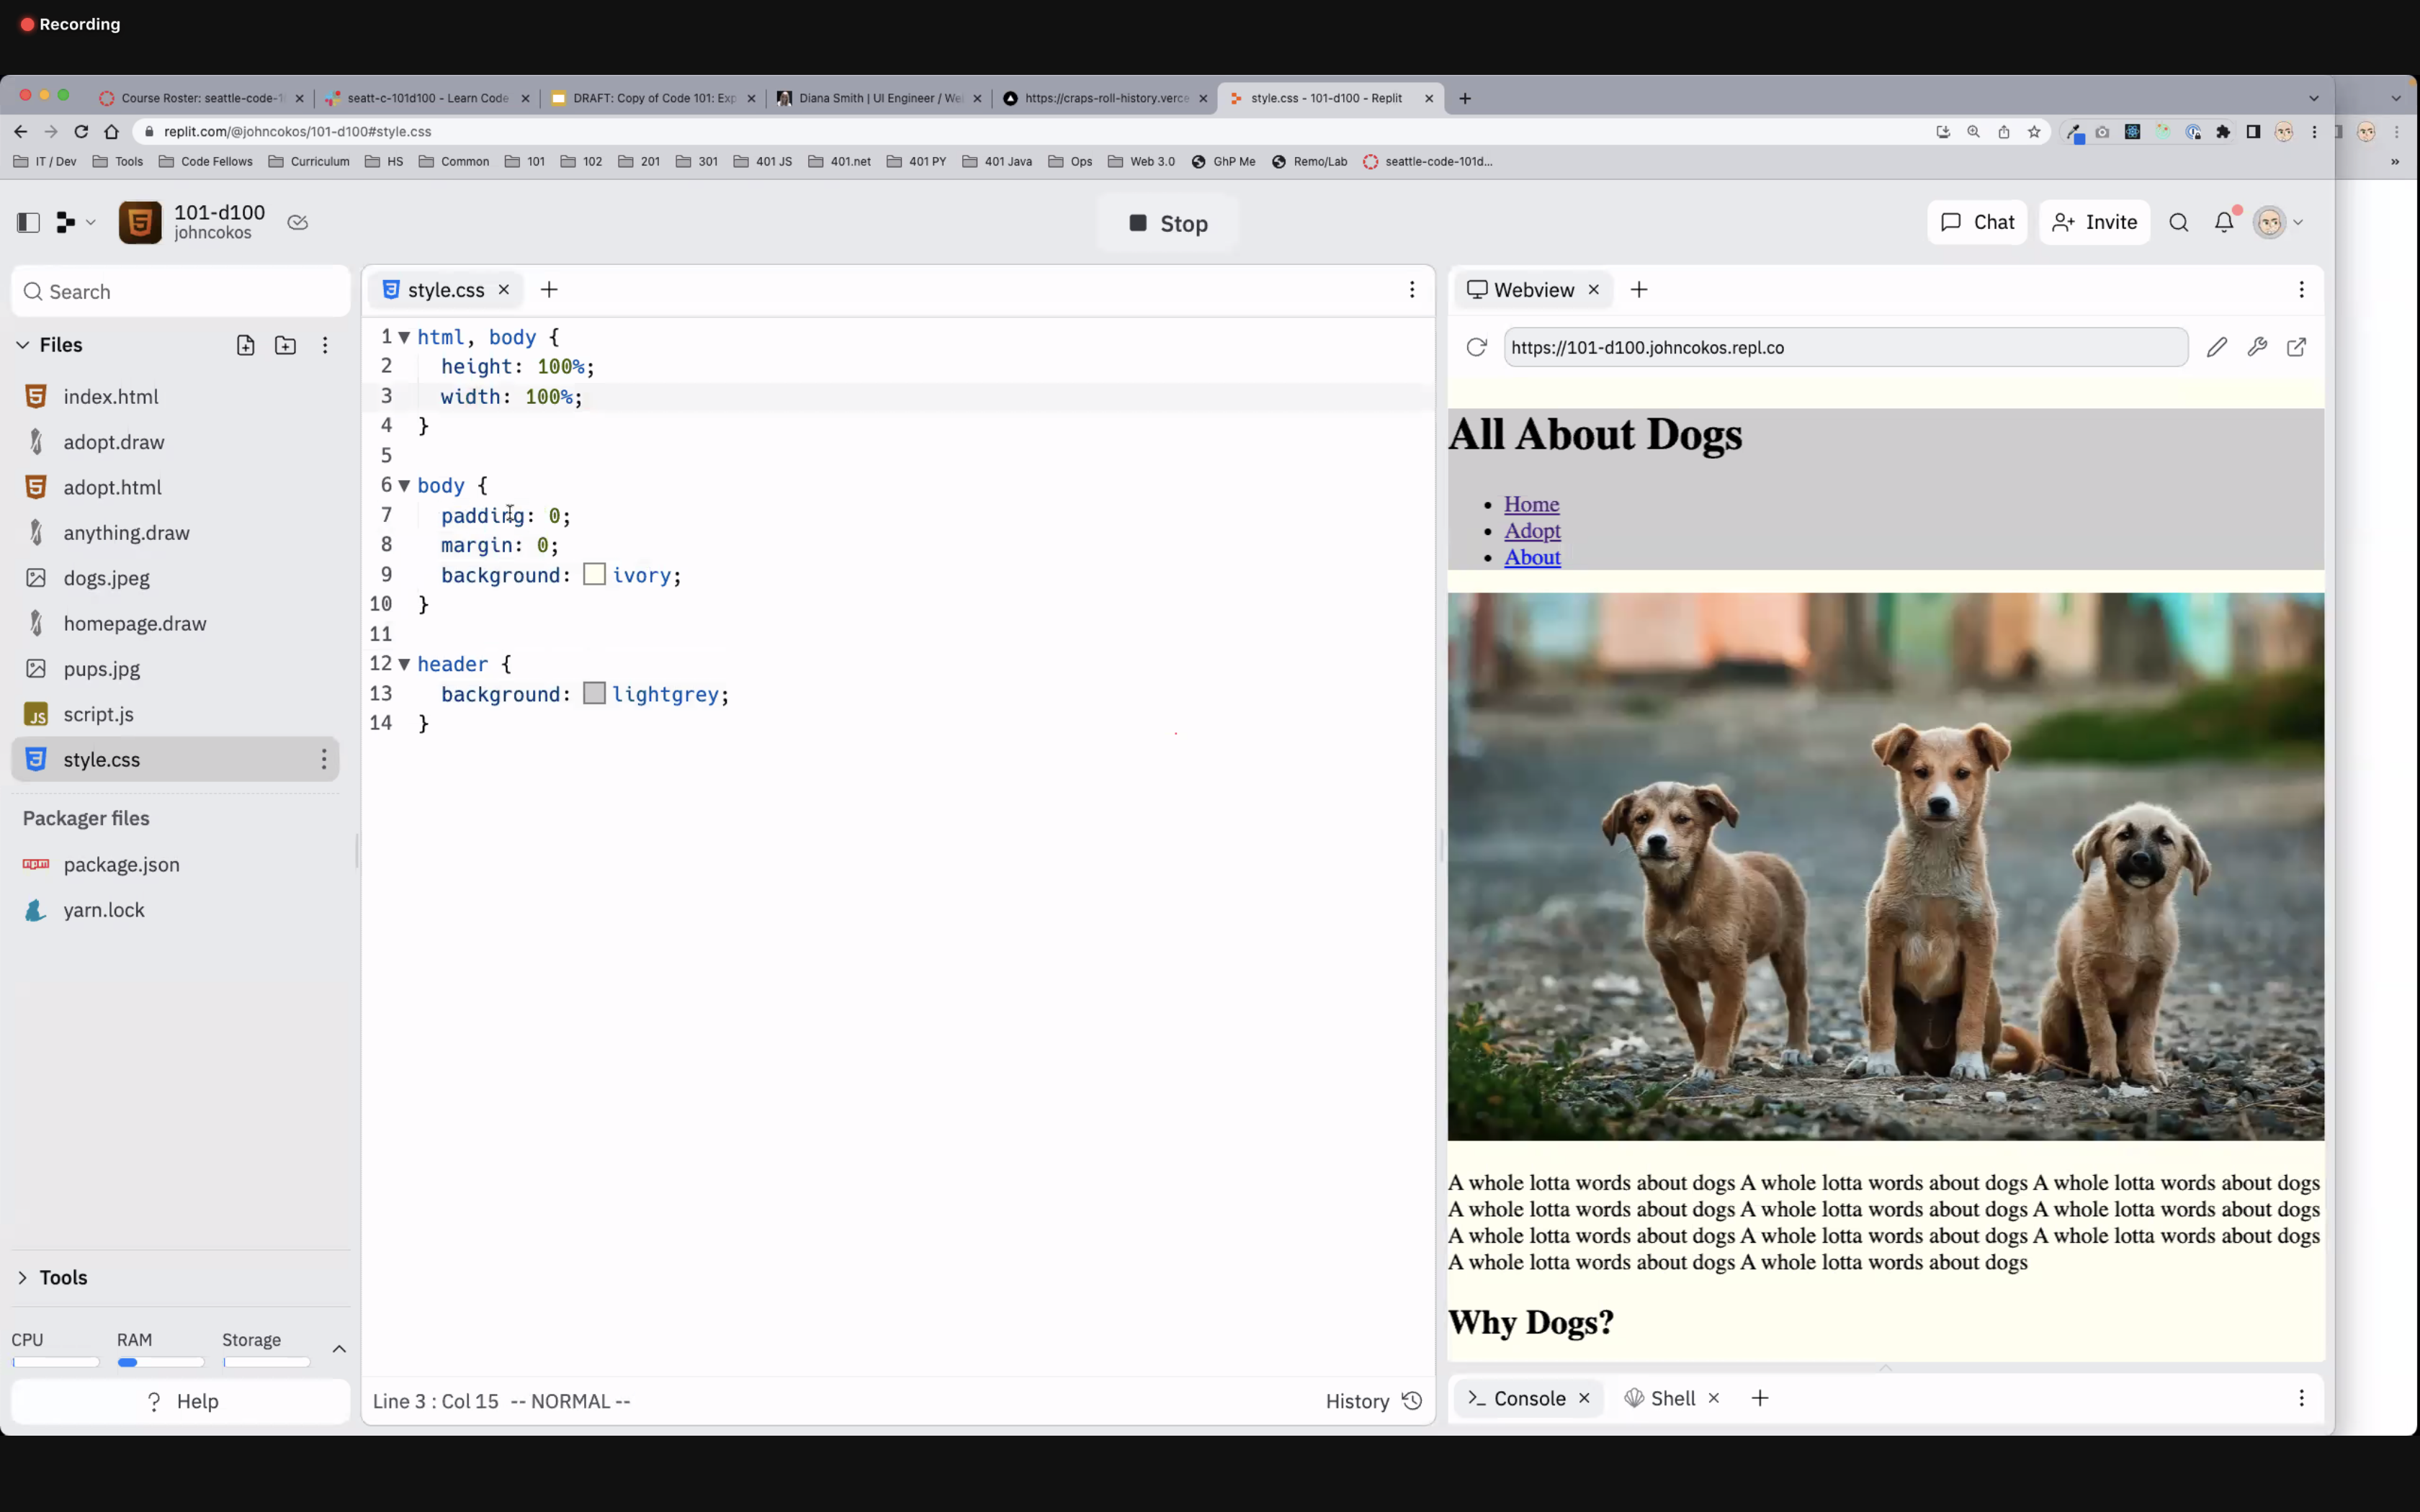 Recording
Course Roster: seattle-code-1
seatt-c-101d100 - Learn Code
DRAFT: Copy of Code 101: Exp
Diana Smith | UI Engineer / We
https://craps-roll-history.verce
style.css - 101-d100 - Replit
replit.com/@johncokos/101-d100#style.css
IT / Dev
Tools
Code Fellows
Curriculum
HS
Common
101
102
201
301
401 JS
401.net
401 PY
401 Java
Ops
Web 3.0
GhP Me
Remo/Lab
seattle-code-101d...
»
101-d100
johncokos
Stop
Chat
Invite
Search
Files
index.html
adopt.draw
adopt.html
anything.draw
dogs.jpeg
homepage.draw
pups.jpg
script.js
style.css
Packager files
package.json
yarn.lock
Tools
CPU RAM Storage
? Help
style.css
1 html, body {
2 height: 100%;
3 width: 100%;
4 }
5
6 body {
7 padding: 0;
8 margin: 0;
9 background: ivory;
10 }
11
12 header {
13 background: lightgrey;
14 }
Line 3 : Col 15 -- NORMAL --
History
Webview
https://101-d100.johncokos.repl.co
All About Dogs
• Home
• Adopt
• About
A whole lotta words about dogs A whole lotta words about dogs A whole lotta words about dogs
A whole lotta words about dogs A whole lotta words about dogs A whole lotta words about dogs
A whole lotta words about dogs A whole lotta words about dogs A whole lotta words about dogs
A whole lotta words about dogs A whole lotta words about dogs
Why Dogs?
Console
Shell